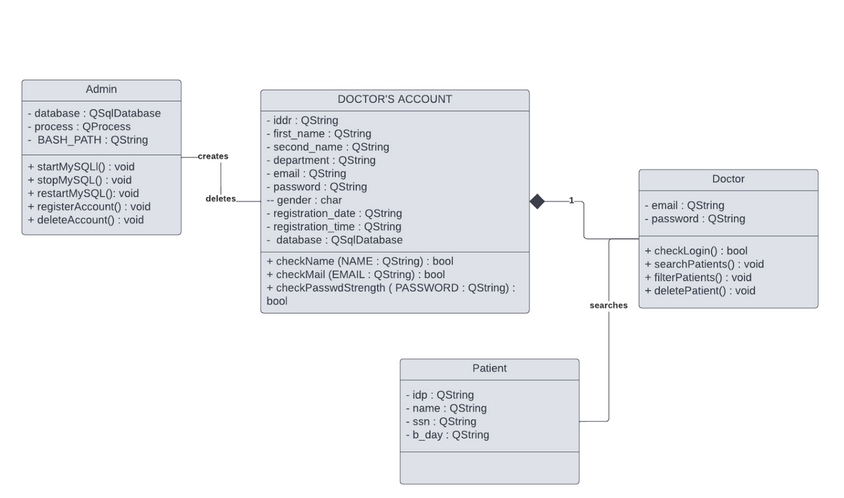 Admin
- database : QSqlDatabase
- process : QProcess
-  BASH_PATH : QString
+ startMySQLl() : void
+ stopMySQL() : void
+ restartMySQL(): void
+ registerAccount() : void
+ deleteAccount() : void
creates
deletes
DOCTOR'S ACCOUNT
- iddr : QString
- first_name : QString
- second_name : QString
- department : QString
- email : QString
- password : QString
-- gender : char
- registration_date : QString
- registration_time : QString
-  database : QSqlDatabase
+ checkName (NAME : QString) : bool
+ checkMail (EMAIL : QString) : bool
+ checkPasswdStrength ( PASSWORD : QString) :
bool
1
Doctor
- email : QString
- password : QString
+ checkLogin() : bool
+ searchPatients() : void
+ filterPatients() : void
+ deletePatient() : void
searches
Patient
- idp : QString
- name : QString
- ssn : QString
- b_day : QString